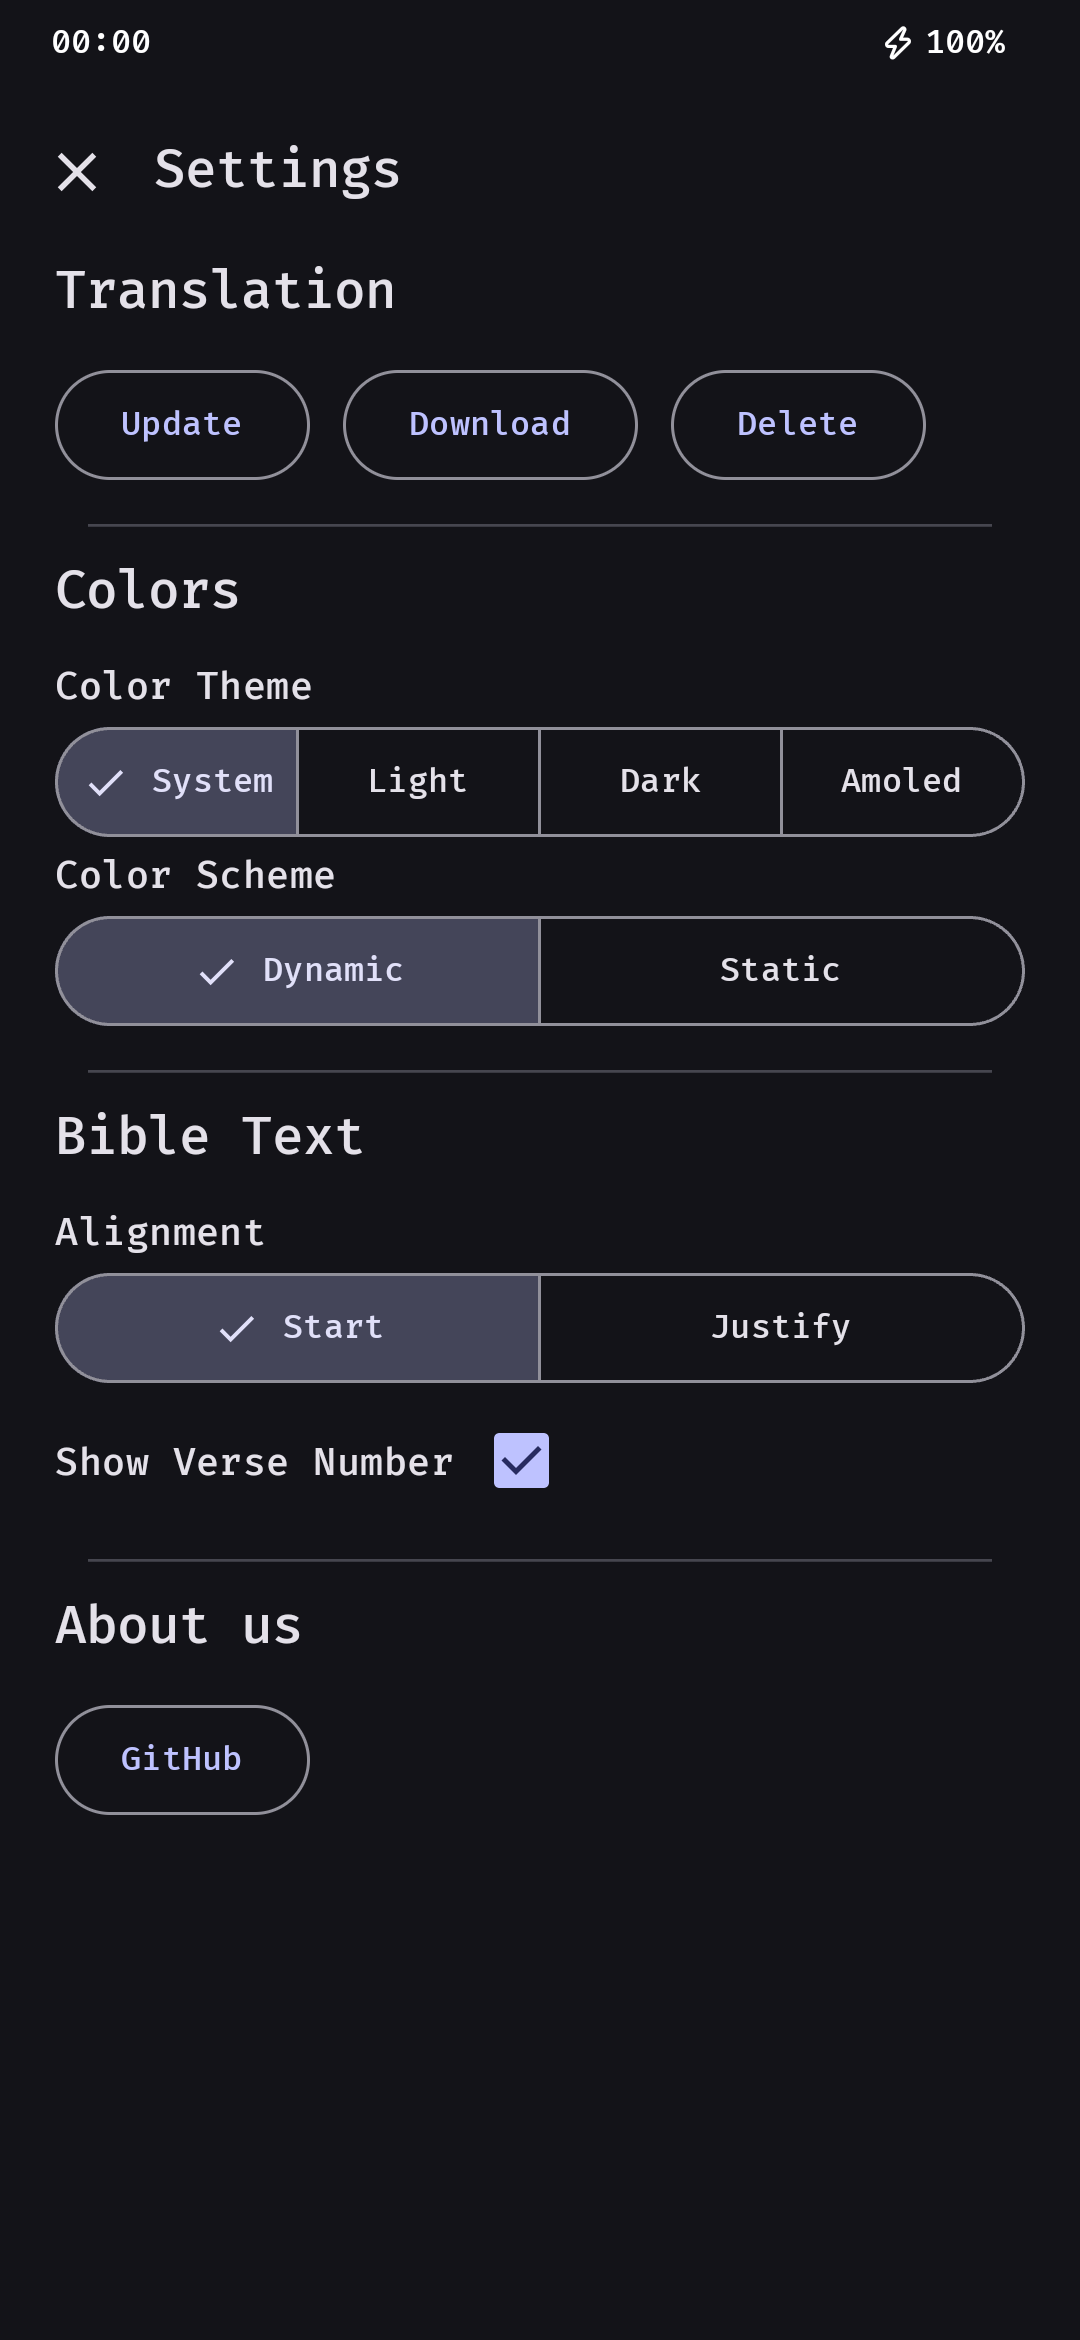 00:00 100%
Settings
Translation
Update Download Delete
Colors
Color Theme
System Light Dark Amoled
Color Scheme
Dynamic Static
Bible Text
Alignment
Start Justify
Show Verse Number
About us
GitHub